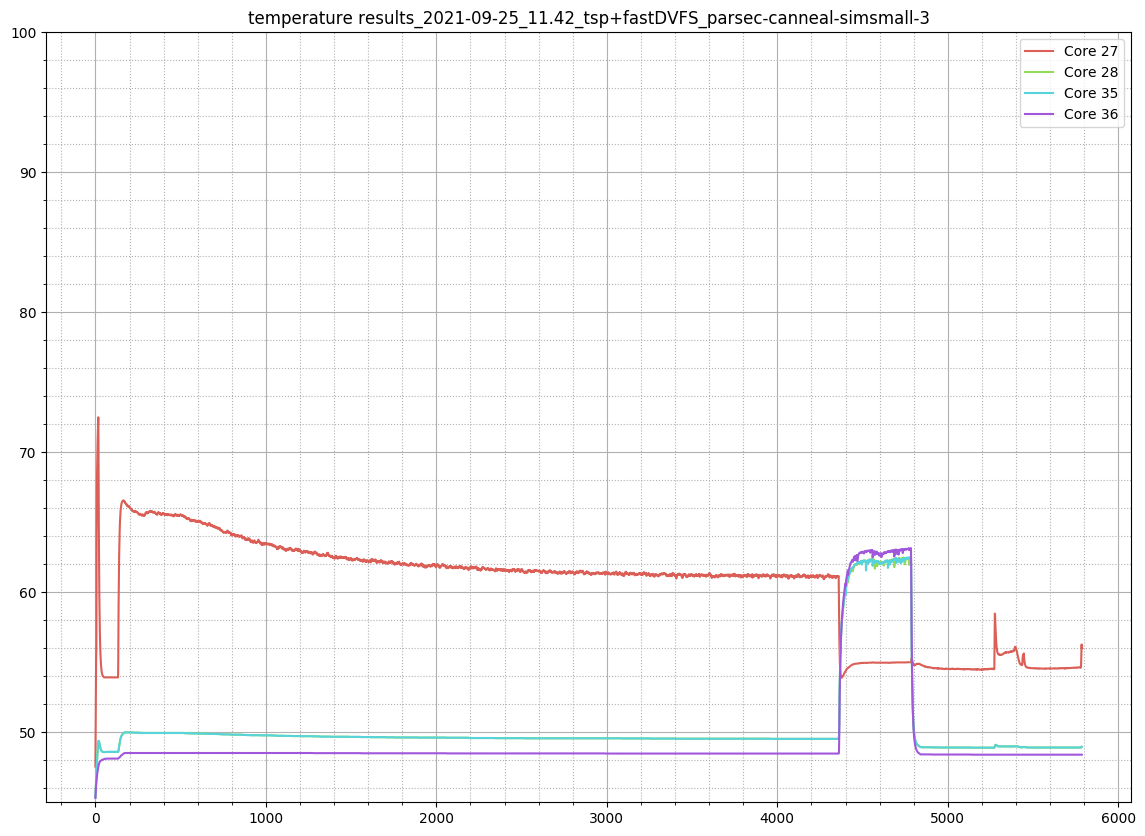 temperature results_2021-09-25_11.42_tsp+fastDVFS_parsec-canneal-simsmall-3
100
90
80
70
60
50
Core 27
Core 28
Core 35
Core 36
0 1000 2000 3000 4000 5000 6000